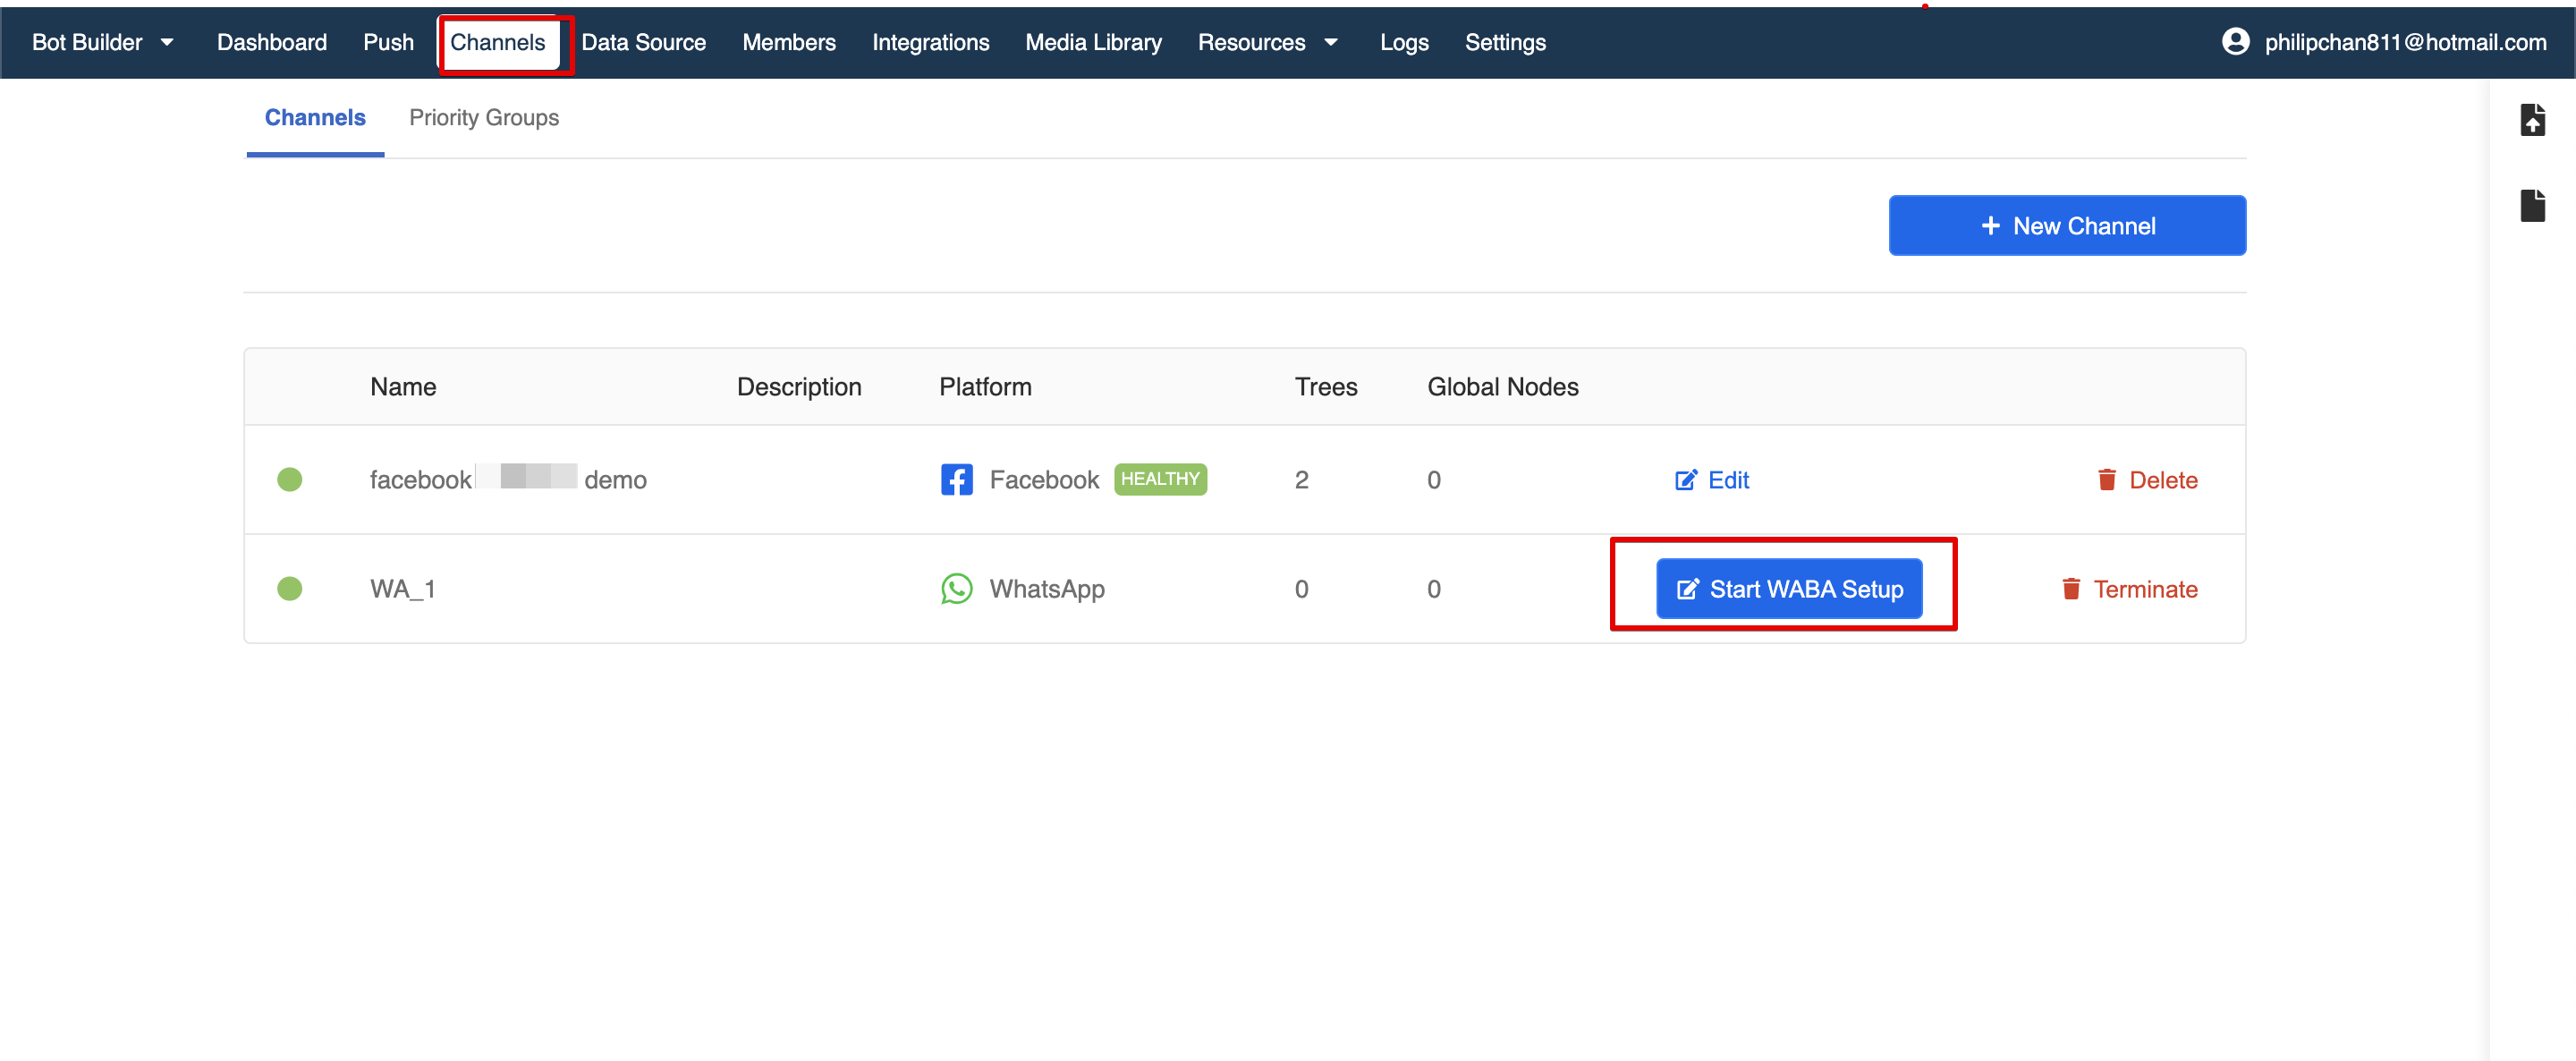 Bot Builder Dashboard Push Channels Data Source Members Integrations Media Library Resources Logs Settings philipchan811@hotmail.com
Channels Priority Groups
+ New Channel
Name Description Platform Trees Global Nodes
facebook demo Facebook HEALTHY 2 0 Edit Delete
WA_1 WhatsApp 0 0 Start WABA Setup Terminate